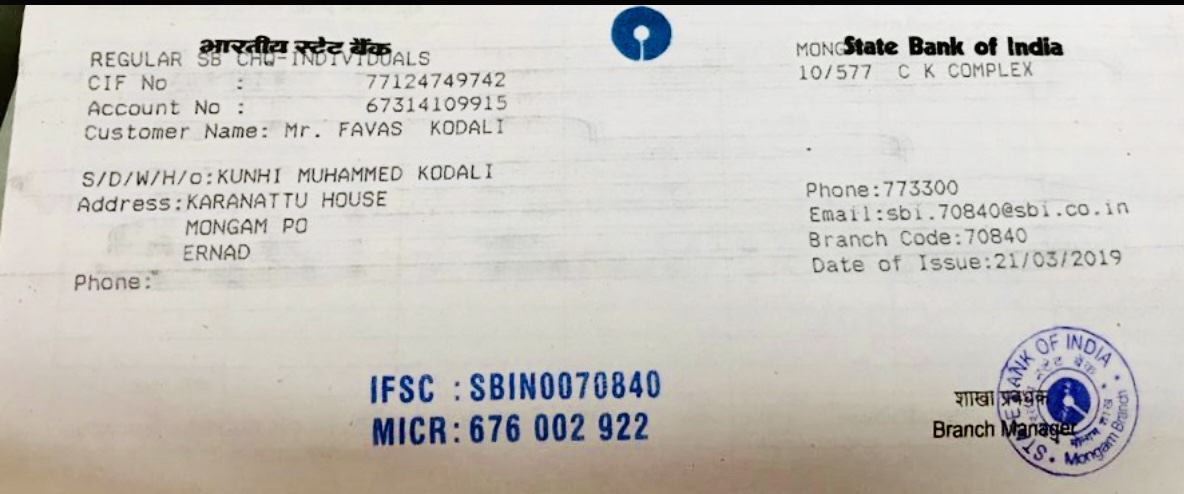 भारतीय स्टेट बैंक
REGULAR SB CHQ-INDIVIDUALS
CIF No : 77124749742
Account No : 67314109915
Customer Name: Mr. FAVAS KODALI
S/D/W/H/o:KUNHI MUHAMMED KODALI
Address:KARANATTU HOUSE
MONGAM PO
ERNAD
Phone:
State Bank of India
MONG
10/577 C K COMPLEX
Phone:773300
Email:sbi.70840@sbi.co.in
Branch Code:70840
Date of Issue:21/03/2019
IFSC : SBIN0070840
MICR: 676 002 922
शाखा प्रबंधक
Branch Manager
STATE BANK OF INDIA
Mongam Branch